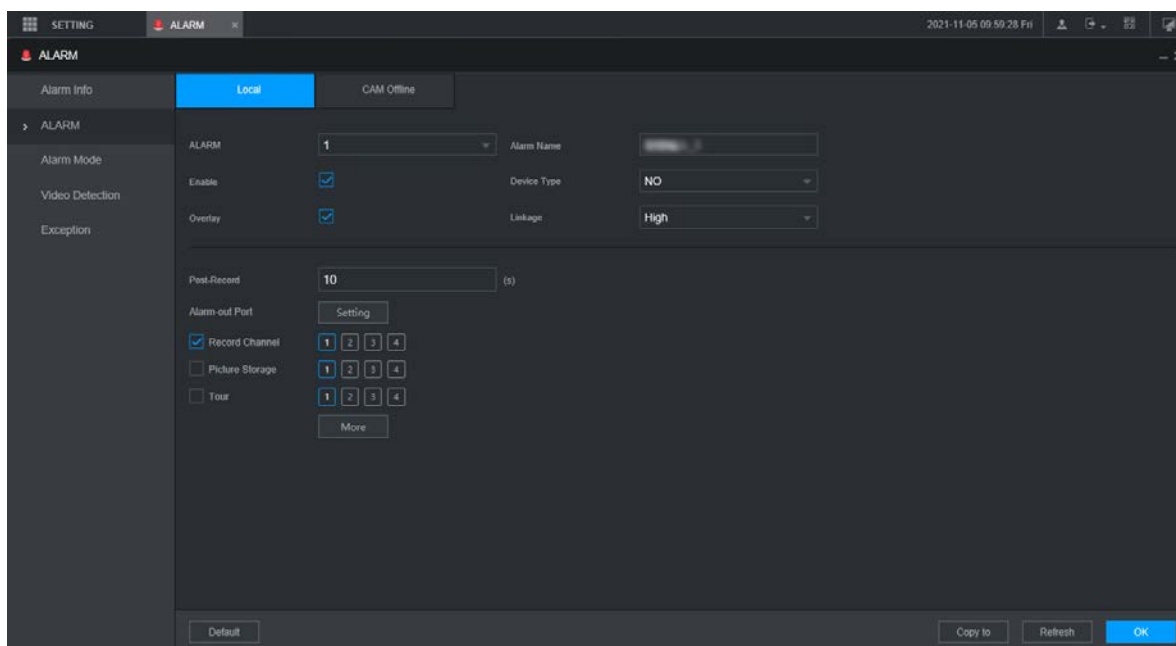 SETTING ALARM 2021-11-05 09:59:28 Fri
ALARM
Alarm Info
ALARM
Alarm Mode
Video Detection
Exception
Local CAM Offline
ALARM 1 Alarm Name
Enable Device Type NO
Overlay Linkage High
Post-Record 10 (s)
Alarm-out Port Setting
Record Channel 1 2 3 4
Picture Storage 1 2 3 4
Tour 1 2 3 4
More
Default Copy to Refresh OK